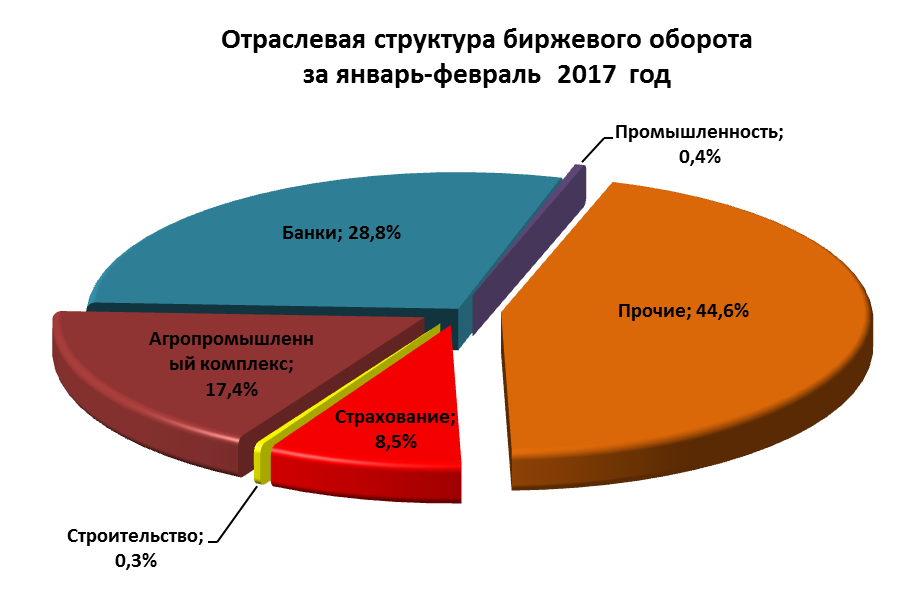 Отраслевая структура биржевого оборота
за январь-февраль 2017 год
Промышленность;
0,4%
Банки; 28,8%
Прочие; 44,6%
Агропромышленн
ый комплекс;
17,4%
Страхование;
8,5%
Строительство;
0,3%